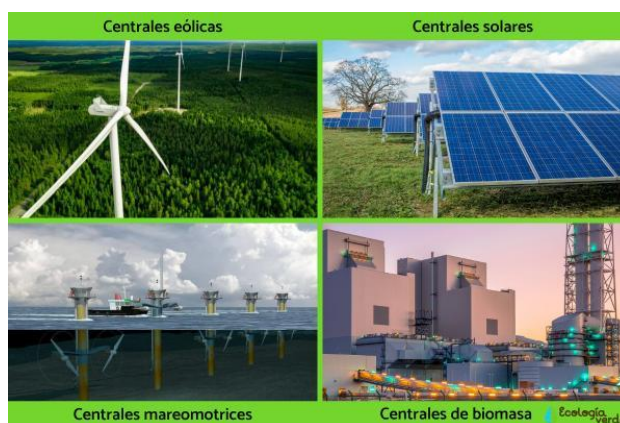 Centrales eólicas
Centrales solares
Centrales mareomotrices
Centrales de biomasa
Ecología
verde